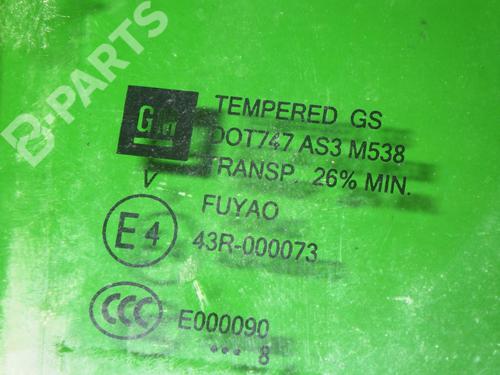 B-PARTS
GM
TEMPERED GS
DOT747 AS3 M538
TRANSP. 26% MIN.
V
FUYAO
E4
43R-000073
CCC
E000090
... 8